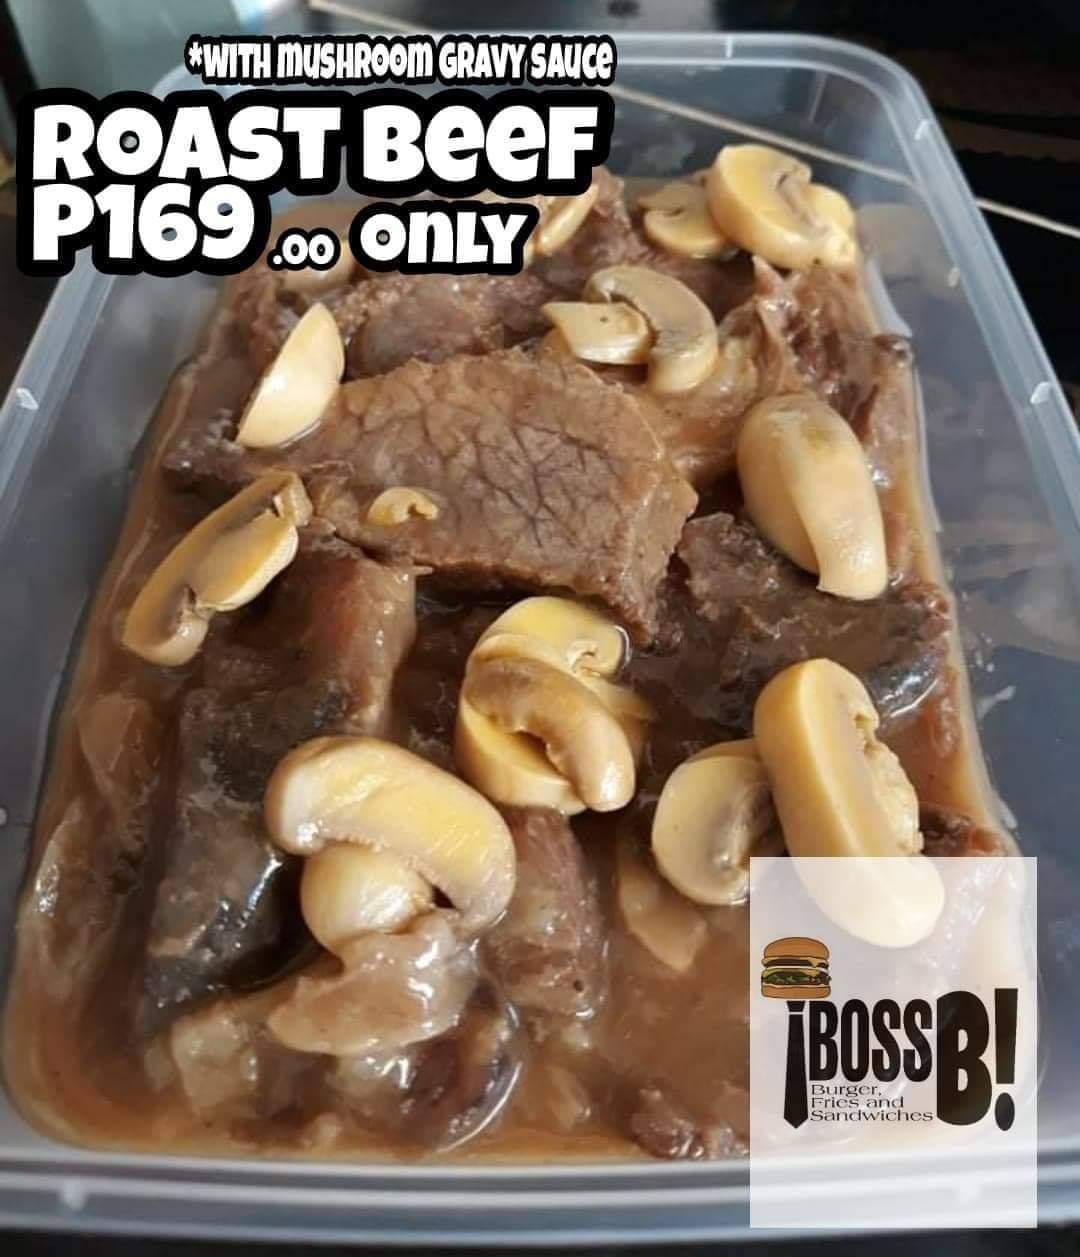 *WITH MUSHROOM GRAVY SAUCE
ROAST BEEF
P169.00 ONLY
BOSS B!
Burger,
Fries and
Sandwiches